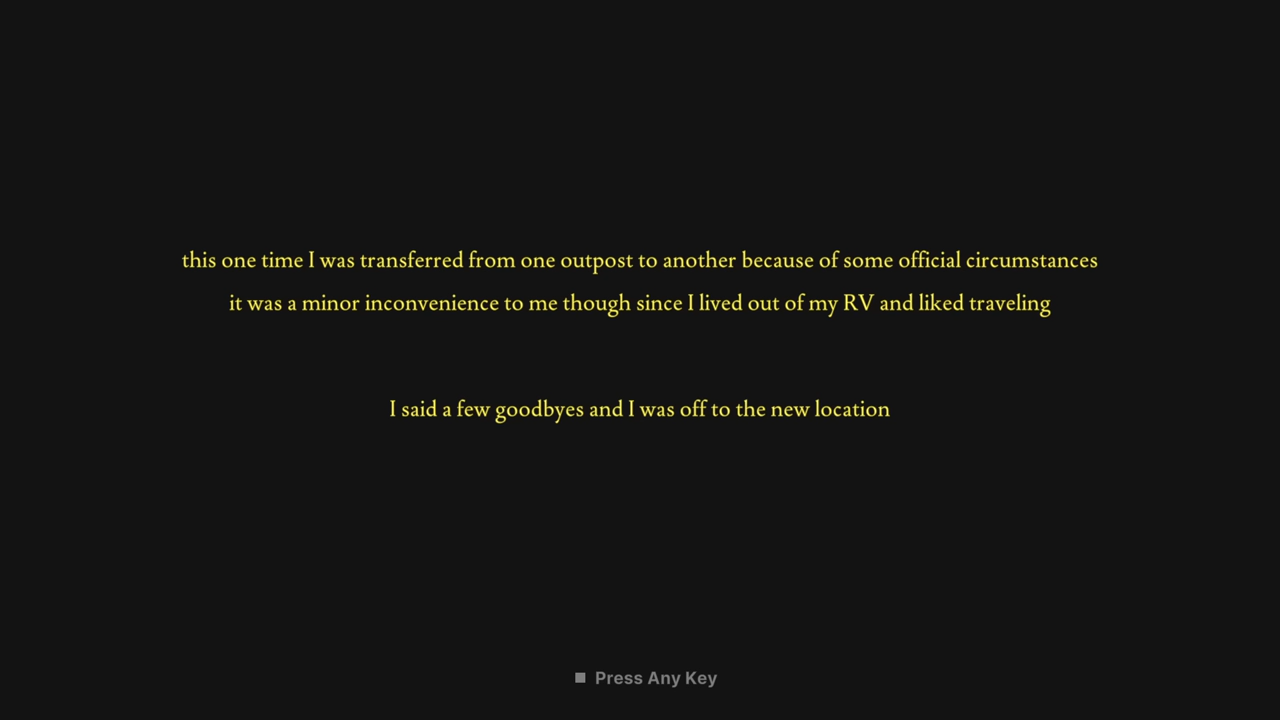 this one time I was transferred from one outpost to another because of some official circumstances
it was a minor inconvenience to me though since I lived out of my RV and liked traveling
I said a few goodbyes and I was off to the new location
Press Any Key